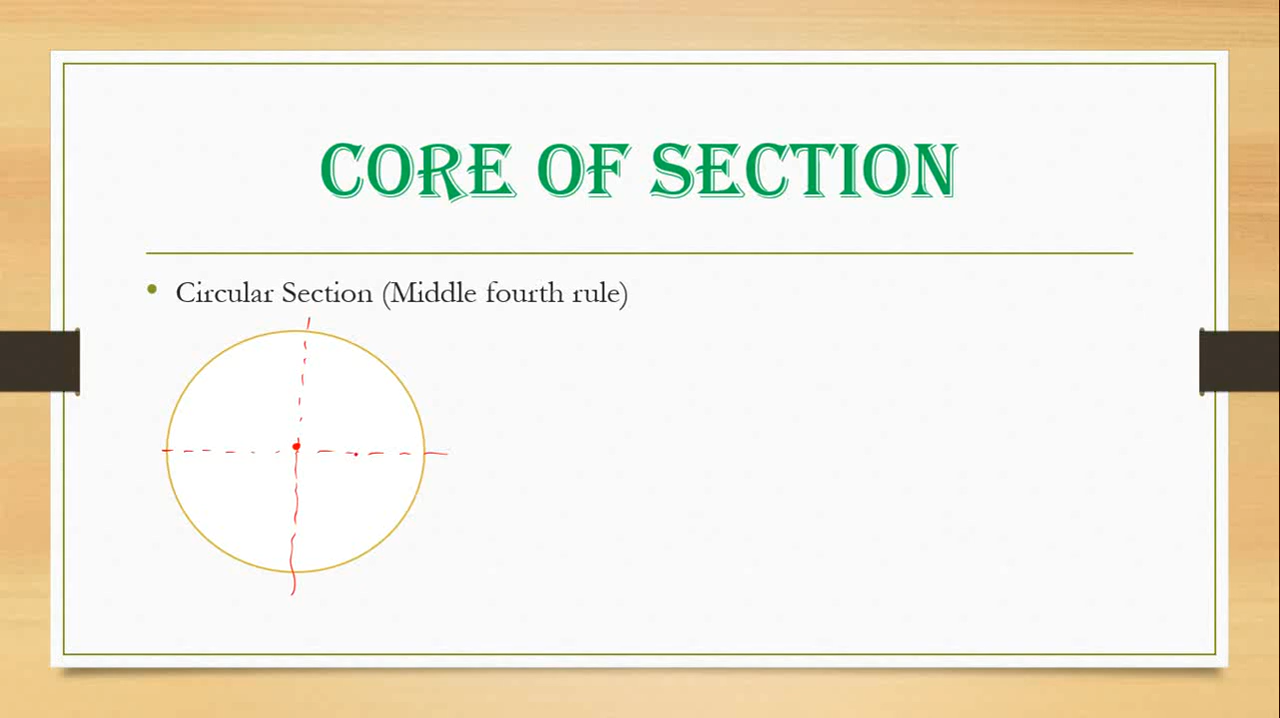 CORE OF SECTION
• Circular Section (Middle fourth rule)